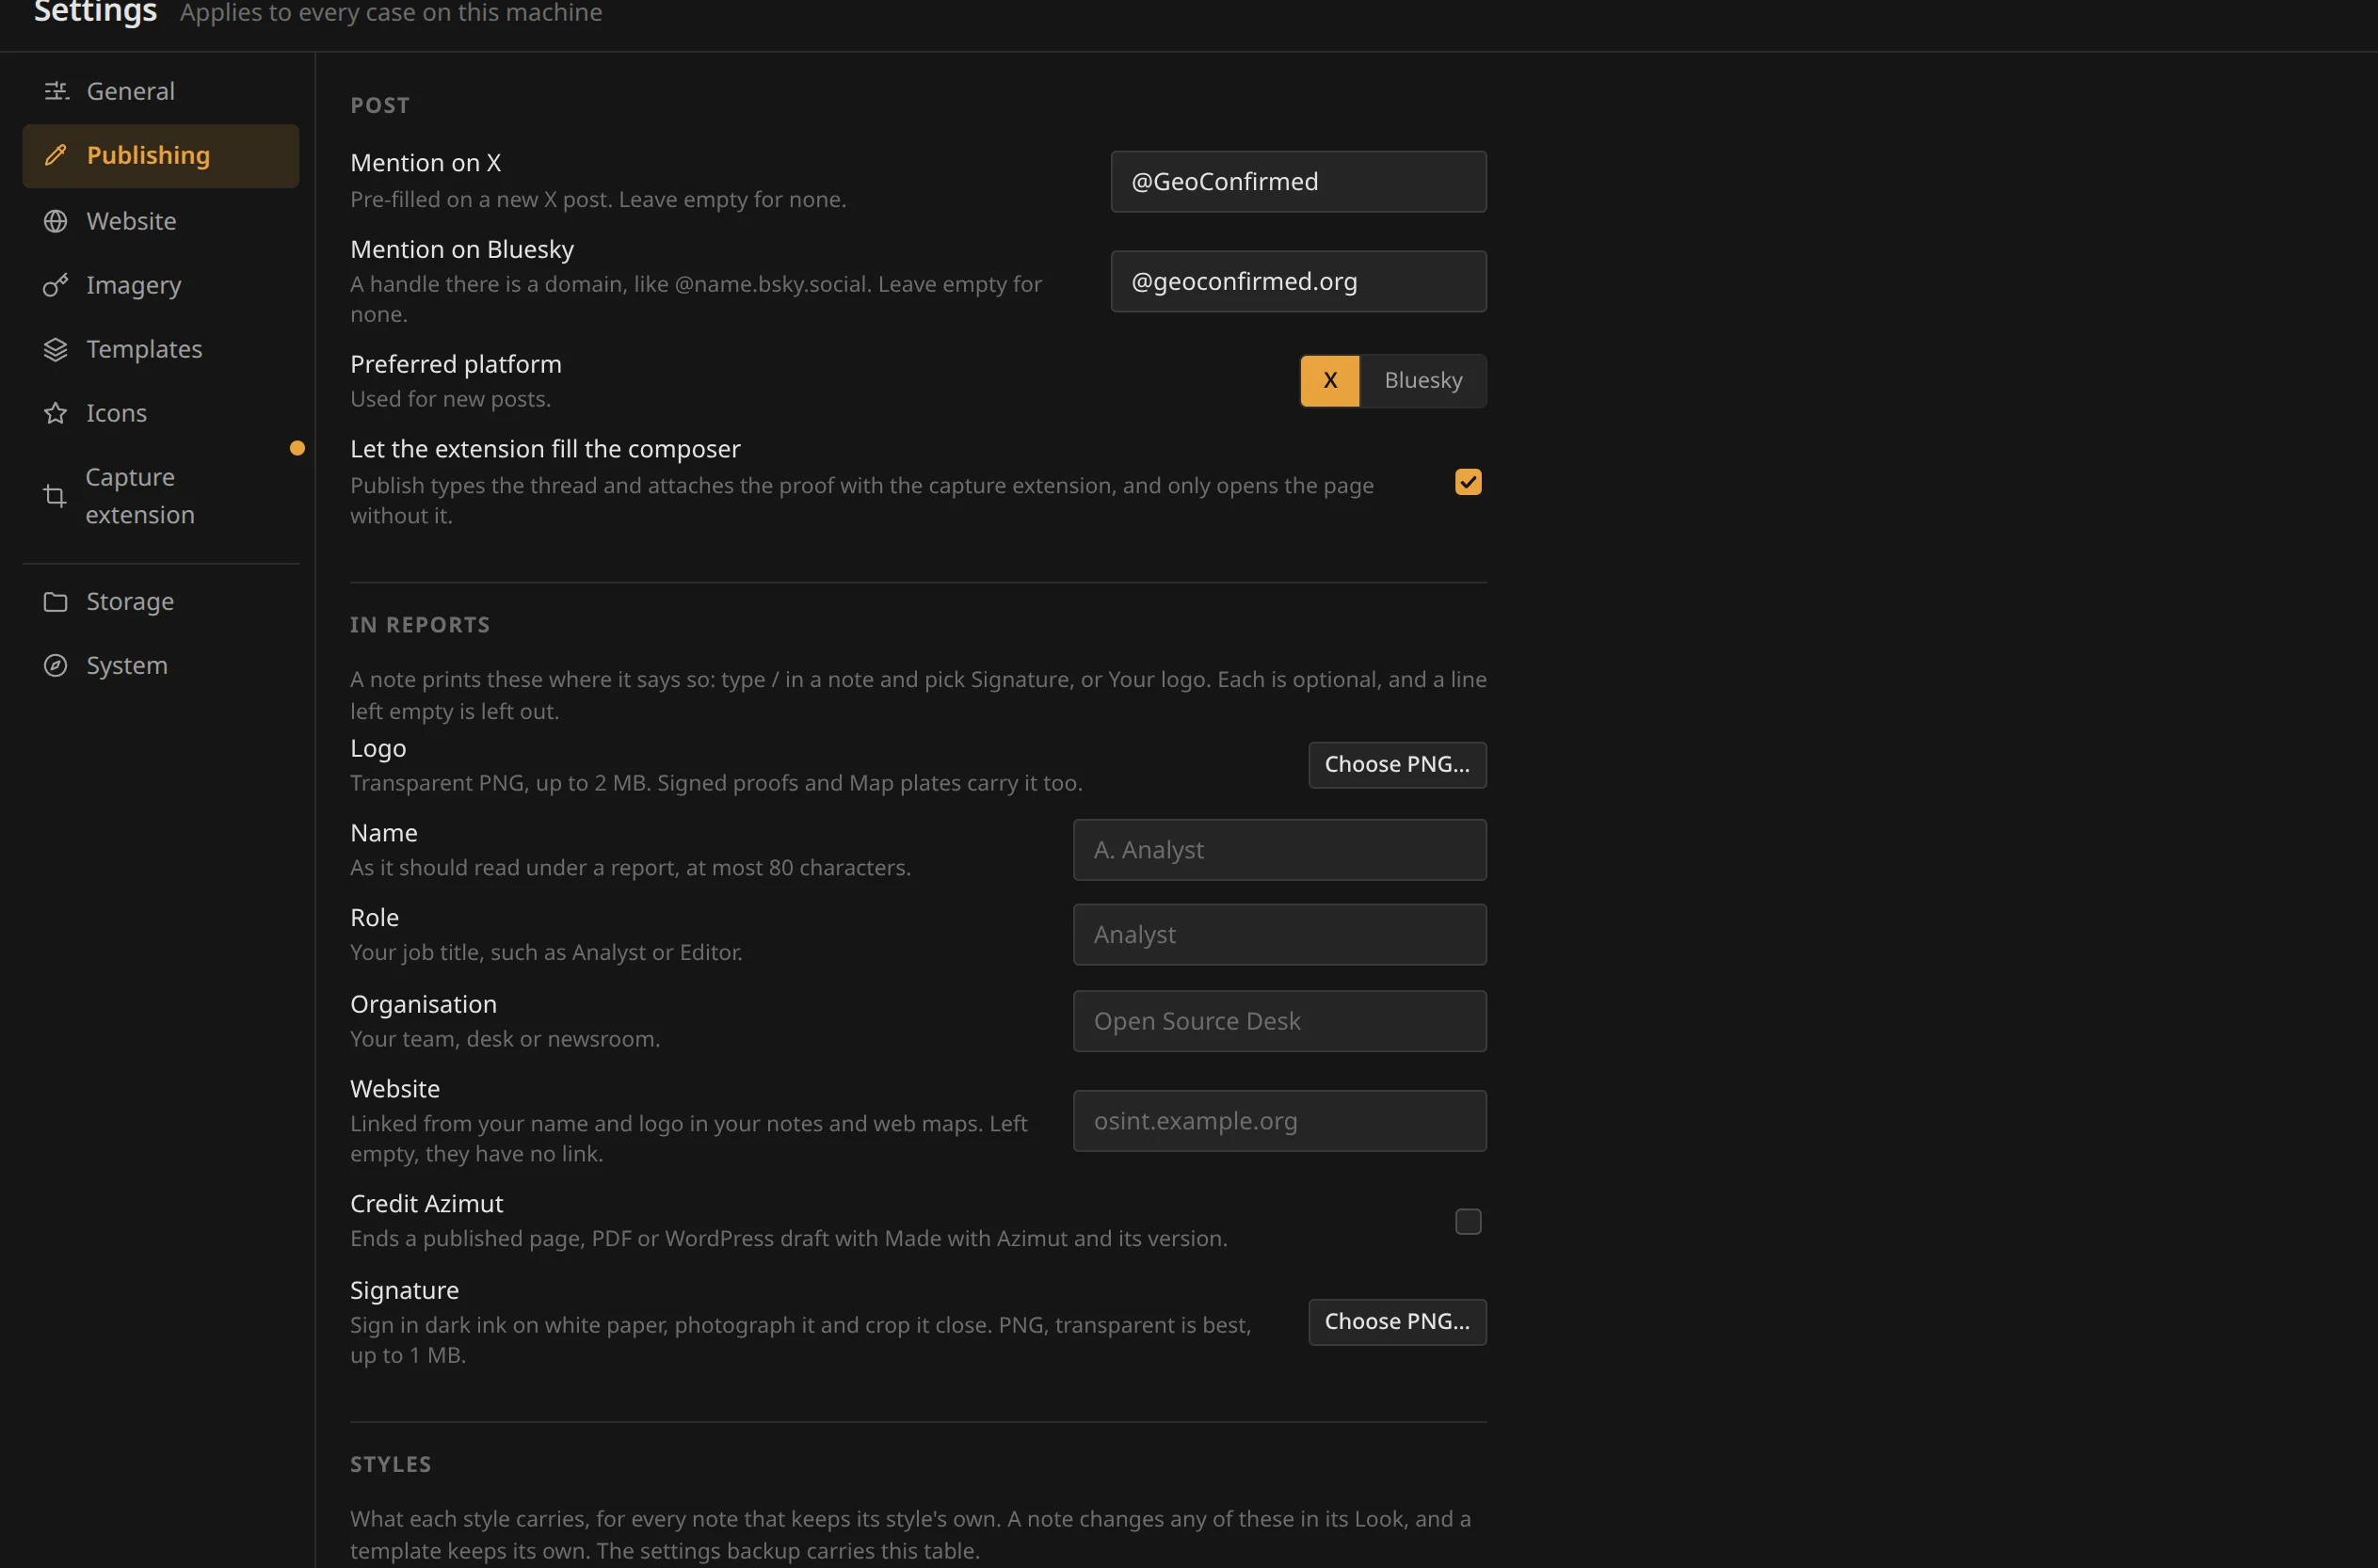 Settings Applies to every case on this machine
General
Publishing
Website
Imagery
Templates
Icons
Capture
extension
Storage
System
POST
Mention on X
Pre-filled on a new X post. Leave empty for none.
@GeoConfirmed
Mention on Bluesky
A handle there is a domain, like @name.bsky.social. Leave empty for
none.
@geoconfirmed.org
Preferred platform
Used for new posts.
X Bluesky
Let the extension fill the composer
Publish types the thread and attaches the proof with the capture extension, and only opens the page
without it.
IN REPORTS
A note prints these where it says so: type / in a note and pick Signature, or Your logo. Each is optional, and a line
left empty is left out.
Logo
Transparent PNG, up to 2 MB. Signed proofs and Map plates carry it too.
Choose PNG...
Name
As it should read under a report, at most 80 characters.
A. Analyst
Role
Your job title, such as Analyst or Editor.
Analyst
Organisation
Your team, desk or newsroom.
Open Source Desk
Website
Linked from your name and logo in your notes and web maps. Left
empty, they have no link.
osint.example.org
Credit Azimut
Ends a published page, PDF or WordPress draft with Made with Azimut and its version.
Signature
Sign in dark ink on white paper, photograph it and crop it close. PNG, transparent is best,
up to 1 MB.
Choose PNG...
STYLES
What each style carries, for every note that keeps its style's own. A note changes any of these in its Look, and a
template keeps its own. The settings backup carries this table.